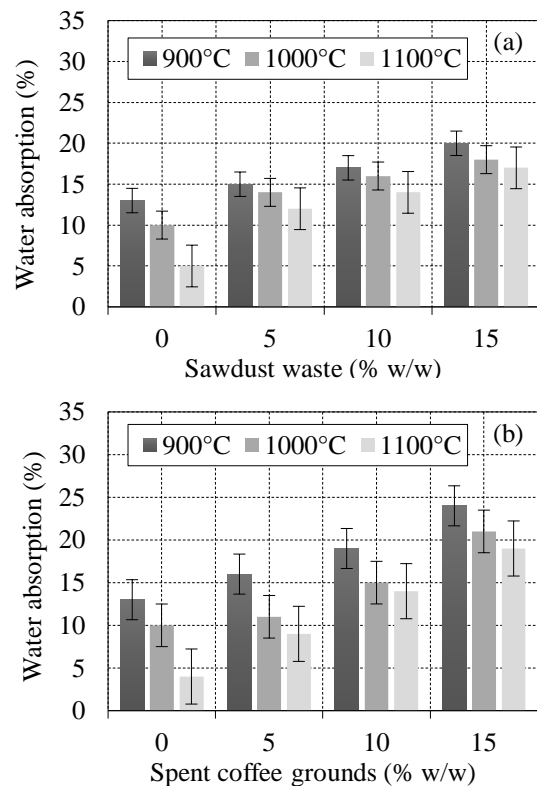 (a)
900°C 1000°C 1100°C
Water absorption (%)
35
30
25
20
15
10
5
0
0 5 10 15
Sawdust waste (% w/w)
(b)
900°C 1000°C 1100°C
Water absorption (%)
35
30
25
20
15
10
5
0
0 5 10 15
Spent coffee grounds (% w/w)